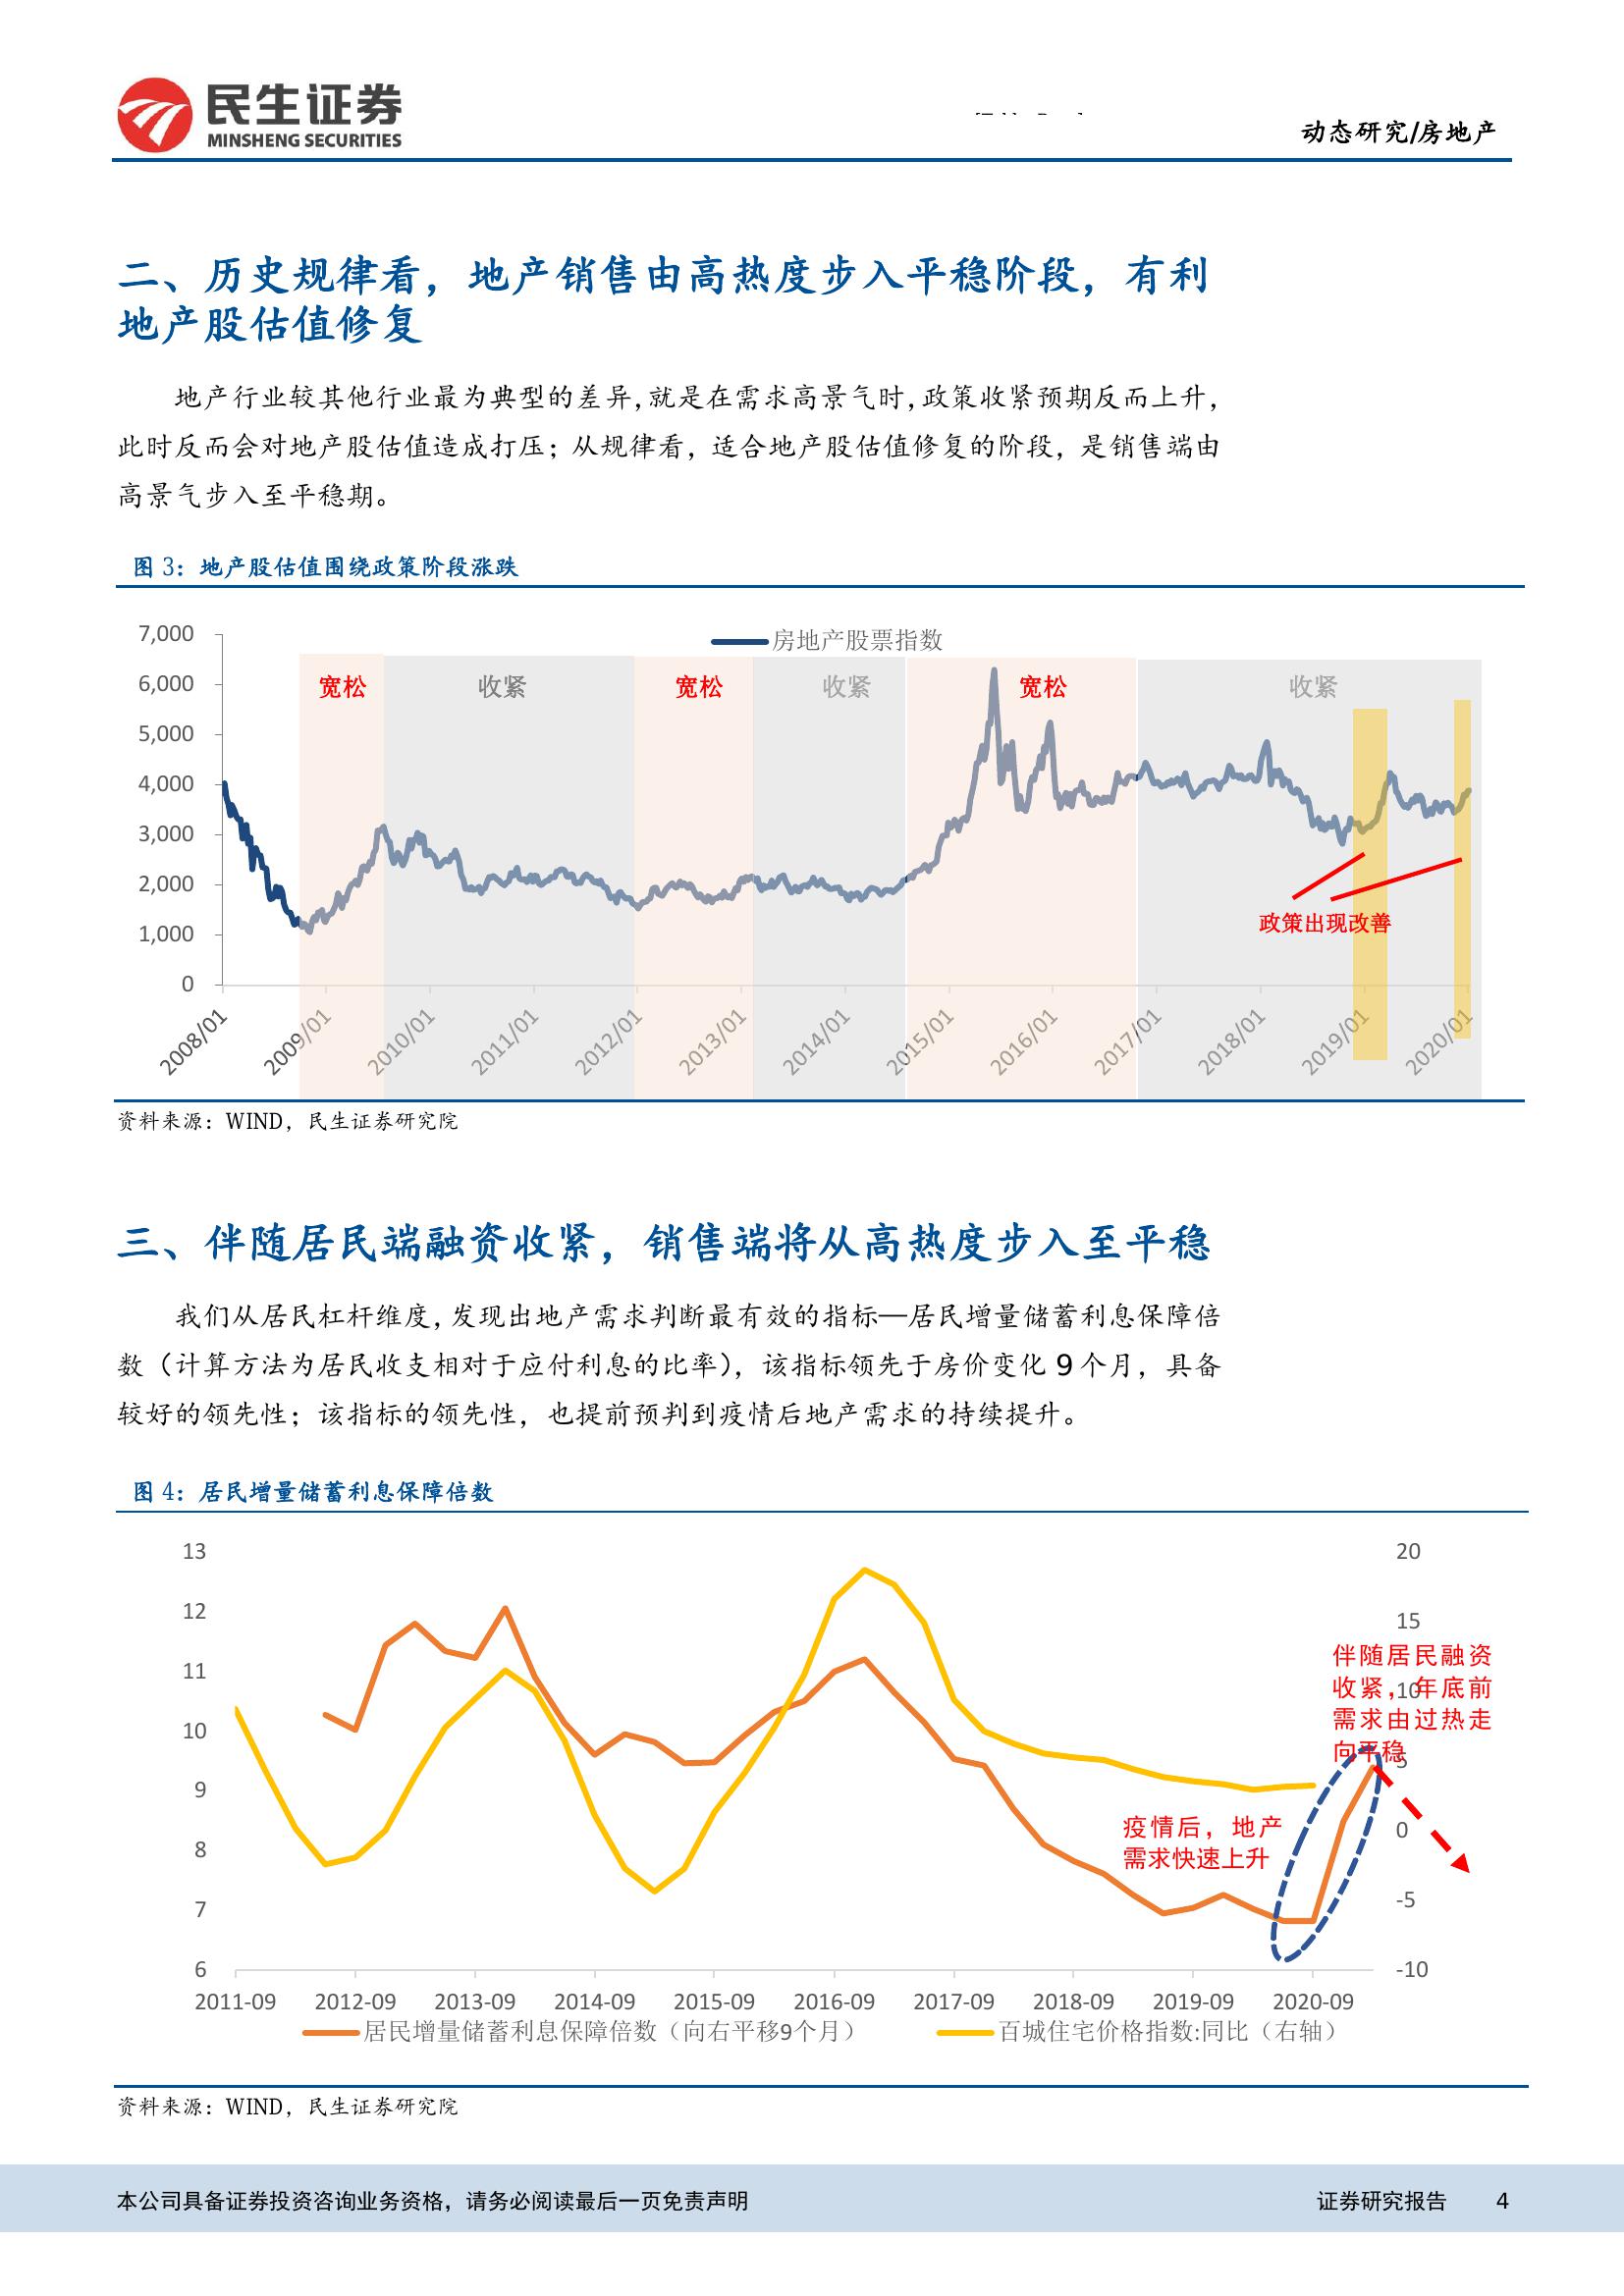 民生证券
MINSHENG SECURITIES
动态研究/房地产
二、历史规律看，地产销售由高热度步入平稳阶段，有利
地产股估值修复
地产行业较其他行业最为典型的差异，就是在需求高景气时，政策收紧预期反而上升，
此时反而会对地产股估值造成打压；从规律看，适合地产股估值修复的阶段，是销售端由
高景气步入至平稳期。
图 3：地产股估值围绕政策阶段涨跌
房地产股票指数
7,000
6,000
5,000
4,000
3,000
2,000
1,000
0
宽松
收紧
宽松
收紧
宽松
收紧
政策出现改善
2008/01
2009/01
2010/01
2011/01
2012/01
2013/01
2014/01
2015/01
2016/01
2017/01
2018/01
2019/01
2020/01
资料来源：WIND，民生证券研究院
三、伴随居民端融资收紧，销售端将从高热度步入至平稳
我们从居民杠杆维度，发现出地产需求判断最有效的指标—居民增量储蓄利息保障倍
数（计算方法为居民收支相对于应付利息的比率），该指标领先于房价变化 9 个月，具备
较好的领先性；该指标的领先性，也提前预判到疫情后地产需求的持续提升。
图 4：居民增量储蓄利息保障倍数
13
12
11
10
9
8
7
6
20
15
10
5
0
-5
-10
伴随居民融资
收紧，年底前
需求由过热走
向平稳
疫情后，地产
需求快速上升
2011-09
2012-09
2013-09
2014-09
2015-09
2016-09
2017-09
2018-09
2019-09
2020-09
居民增量储蓄利息保障倍数（向右平移9个月）
百城住宅价格指数:同比（右轴）
资料来源：WIND，民生证券研究院
本公司具备证券投资咨询业务资格，请务必阅读最后一页免责声明
证券研究报告
4